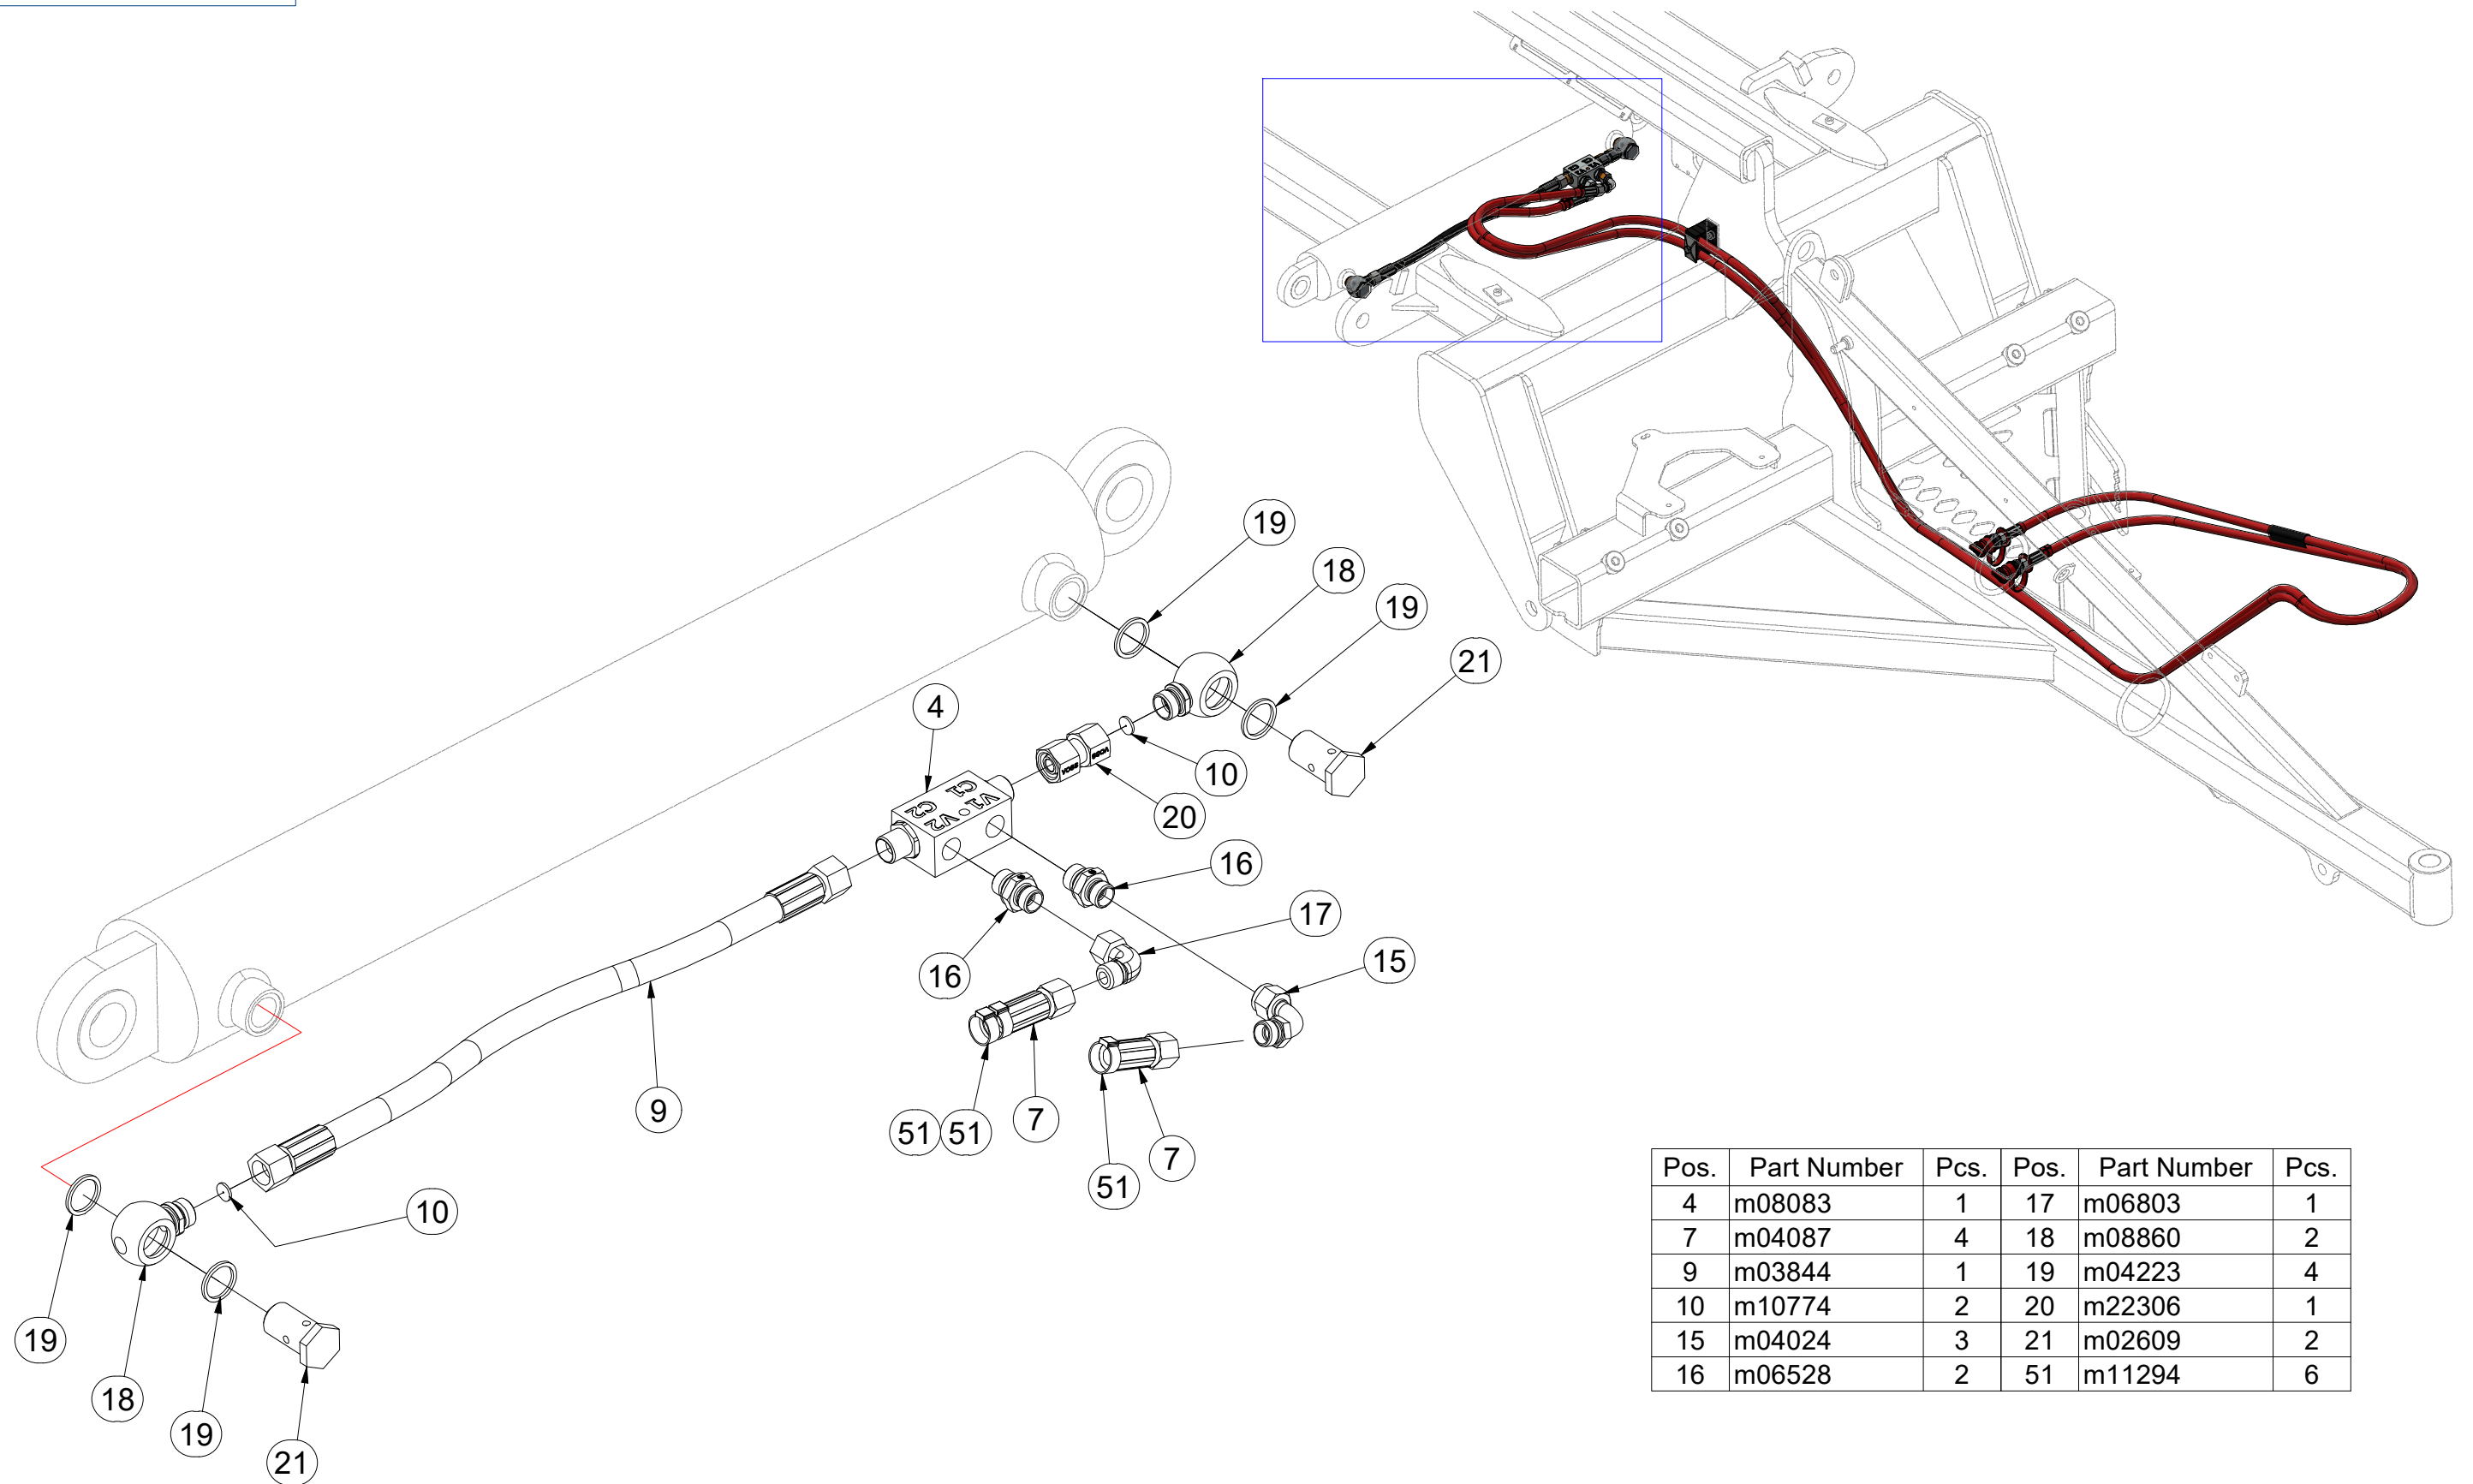 19
18
19
21
4
10
20
C1 V1
C2 V2
VOSS VOSS
16
17
16
15
9
51 51 7
7
51
10
19
18
19
21
Pos. Part Number Pcs. Pos. Part Number Pcs.
4 m08083 1 17 m06803 1
7 m04087 4 18 m08860 2
9 m03844 1 19 m04223 4
10 m10774 2 20 m22306 1
15 m04024 3 21 m02609 2
16 m06528 2 51 m11294 6